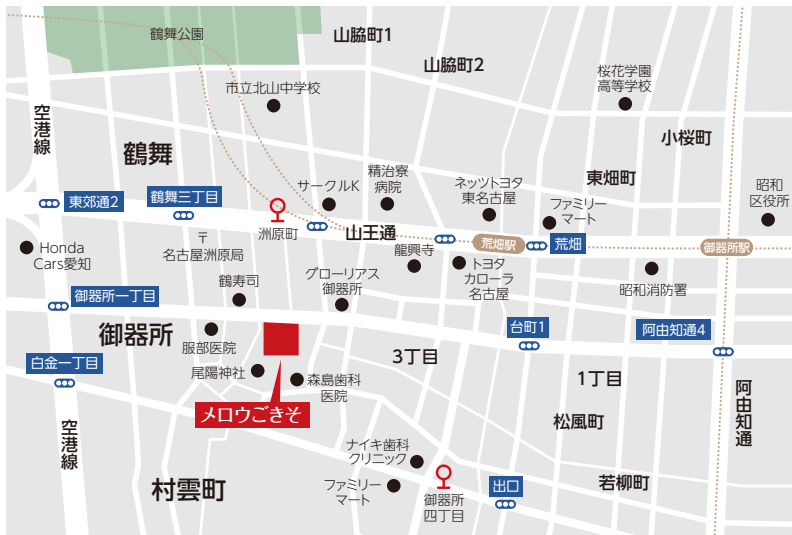 鶴舞公園
山脇町1
山脇町2
市立北山中学校
桜花学園
高等学校
空港線
小桜町
鶴舞
東畑町
精治寮
病院
サークルK
ネッツトヨタ
東名古屋
ファミリー
マート
昭和
区役所
東郊通2
鶴舞三丁目
洲原町
山王通
荒畑駅
荒畑
御器所駅
〒
名古屋洲原局
Honda
Cars愛知
龍興寺
トヨタ
カローラ
名古屋
昭和消防署
鶴寿司
グローリアス
御器所
御器所一丁目
御器所
服部医院
台町1
阿由知通4
白金一丁目
尾陽神社
森島歯科
医院
3丁目
1丁目
メロウごきそ
松風町
阿由知通
空港線
ナイキ歯科
クリニック
ファミリー
マート
御器所
四丁目
出口
若柳町
村雲町